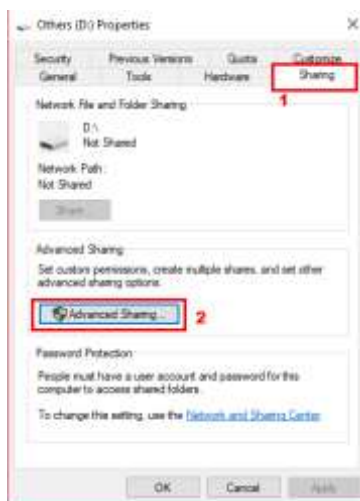 Others (D:) Properties
Security Previous Versions Quota Customize
General Tools Hardware Sharing
1
Network File and Folder Sharing
D:\
Not Shared
Network Path:
Not Shared
Share...
Advanced Sharing
Set custom permissions, create multiple shares, and set other
advanced sharing options.
Advanced Sharing... 2
Password Protection
People must have a user account and password for this
computer to access shared folders.
To change this setting, use the Network and Sharing Center.
OK Cancel Apply